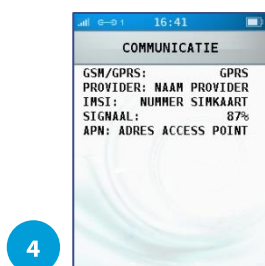 1 16:41
COMMUNICATIE
GSM/GPRS: GPRS
PROVIDER: NAAM PROVIDER
IMSI: NUMMER SIMKAART
SIGNAAL: 87%
APN: ADRES ACCESS POINT
4